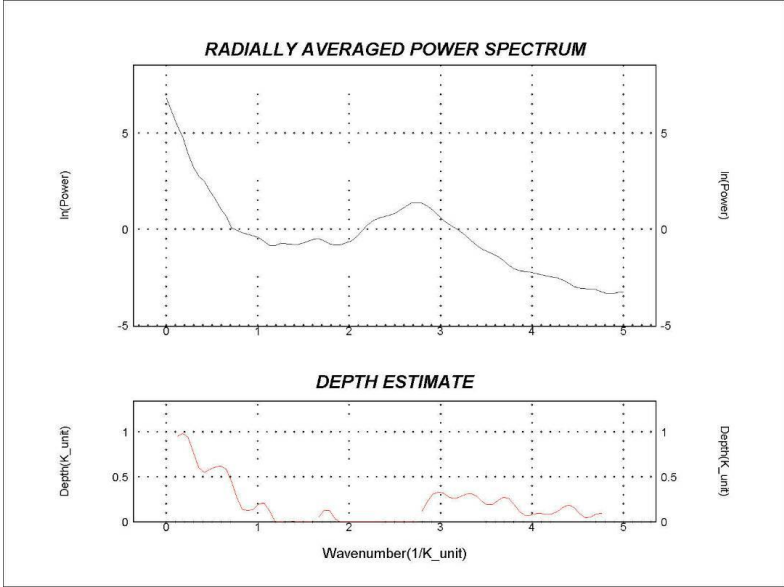 RADIALLY AVERAGED POWER SPECTRUM
ln(Power)
5
0
-5
5
0
-5
ln(Power)
0 1 2 3 4 5
DEPTH ESTIMATE
Depth(K_unit)
1
0.5
0
1
0.5
0
Depth(K_unit)
0 1 2 3 4 5
Wavenumber(1/K_unit)